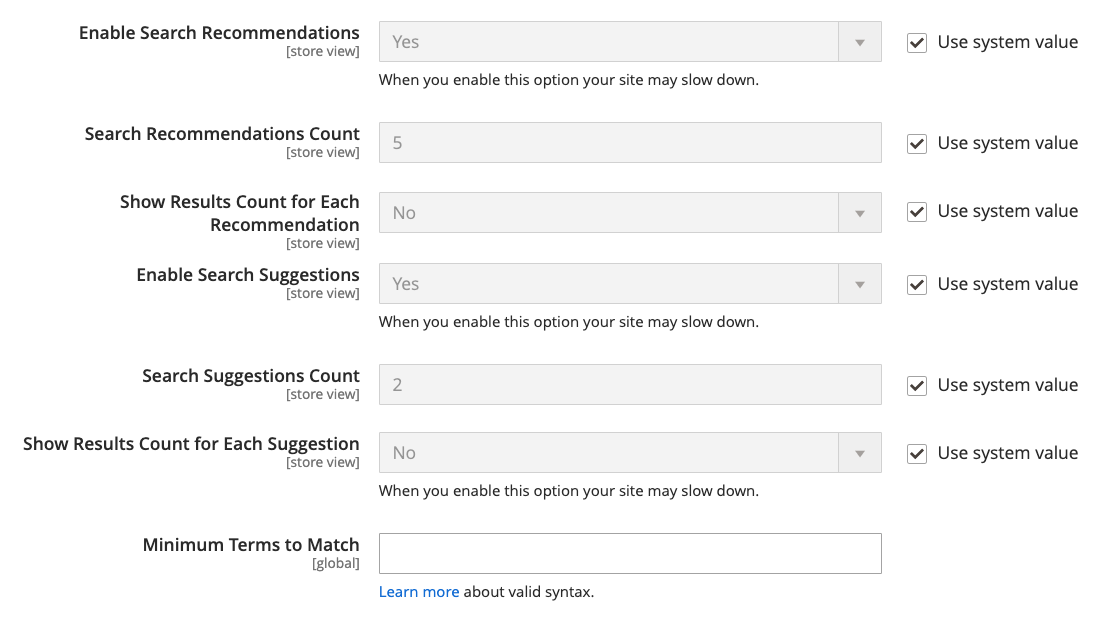 Enable Search Recommendations
[store view]
Yes
Use system value
When you enable this option your site may slow down.
Search Recommendations Count
[store view]
5
Use system value
Show Results Count for Each
Recommendation
[store view]
No
Use system value
Enable Search Suggestions
[store view]
Yes
Use system value
When you enable this option your site may slow down.
Search Suggestions Count
[store view]
2
Use system value
Show Results Count for Each Suggestion
[store view]
No
Use system value
When you enable this option your site may slow down.
Minimum Terms to Match
[global]
Learn more about valid syntax.